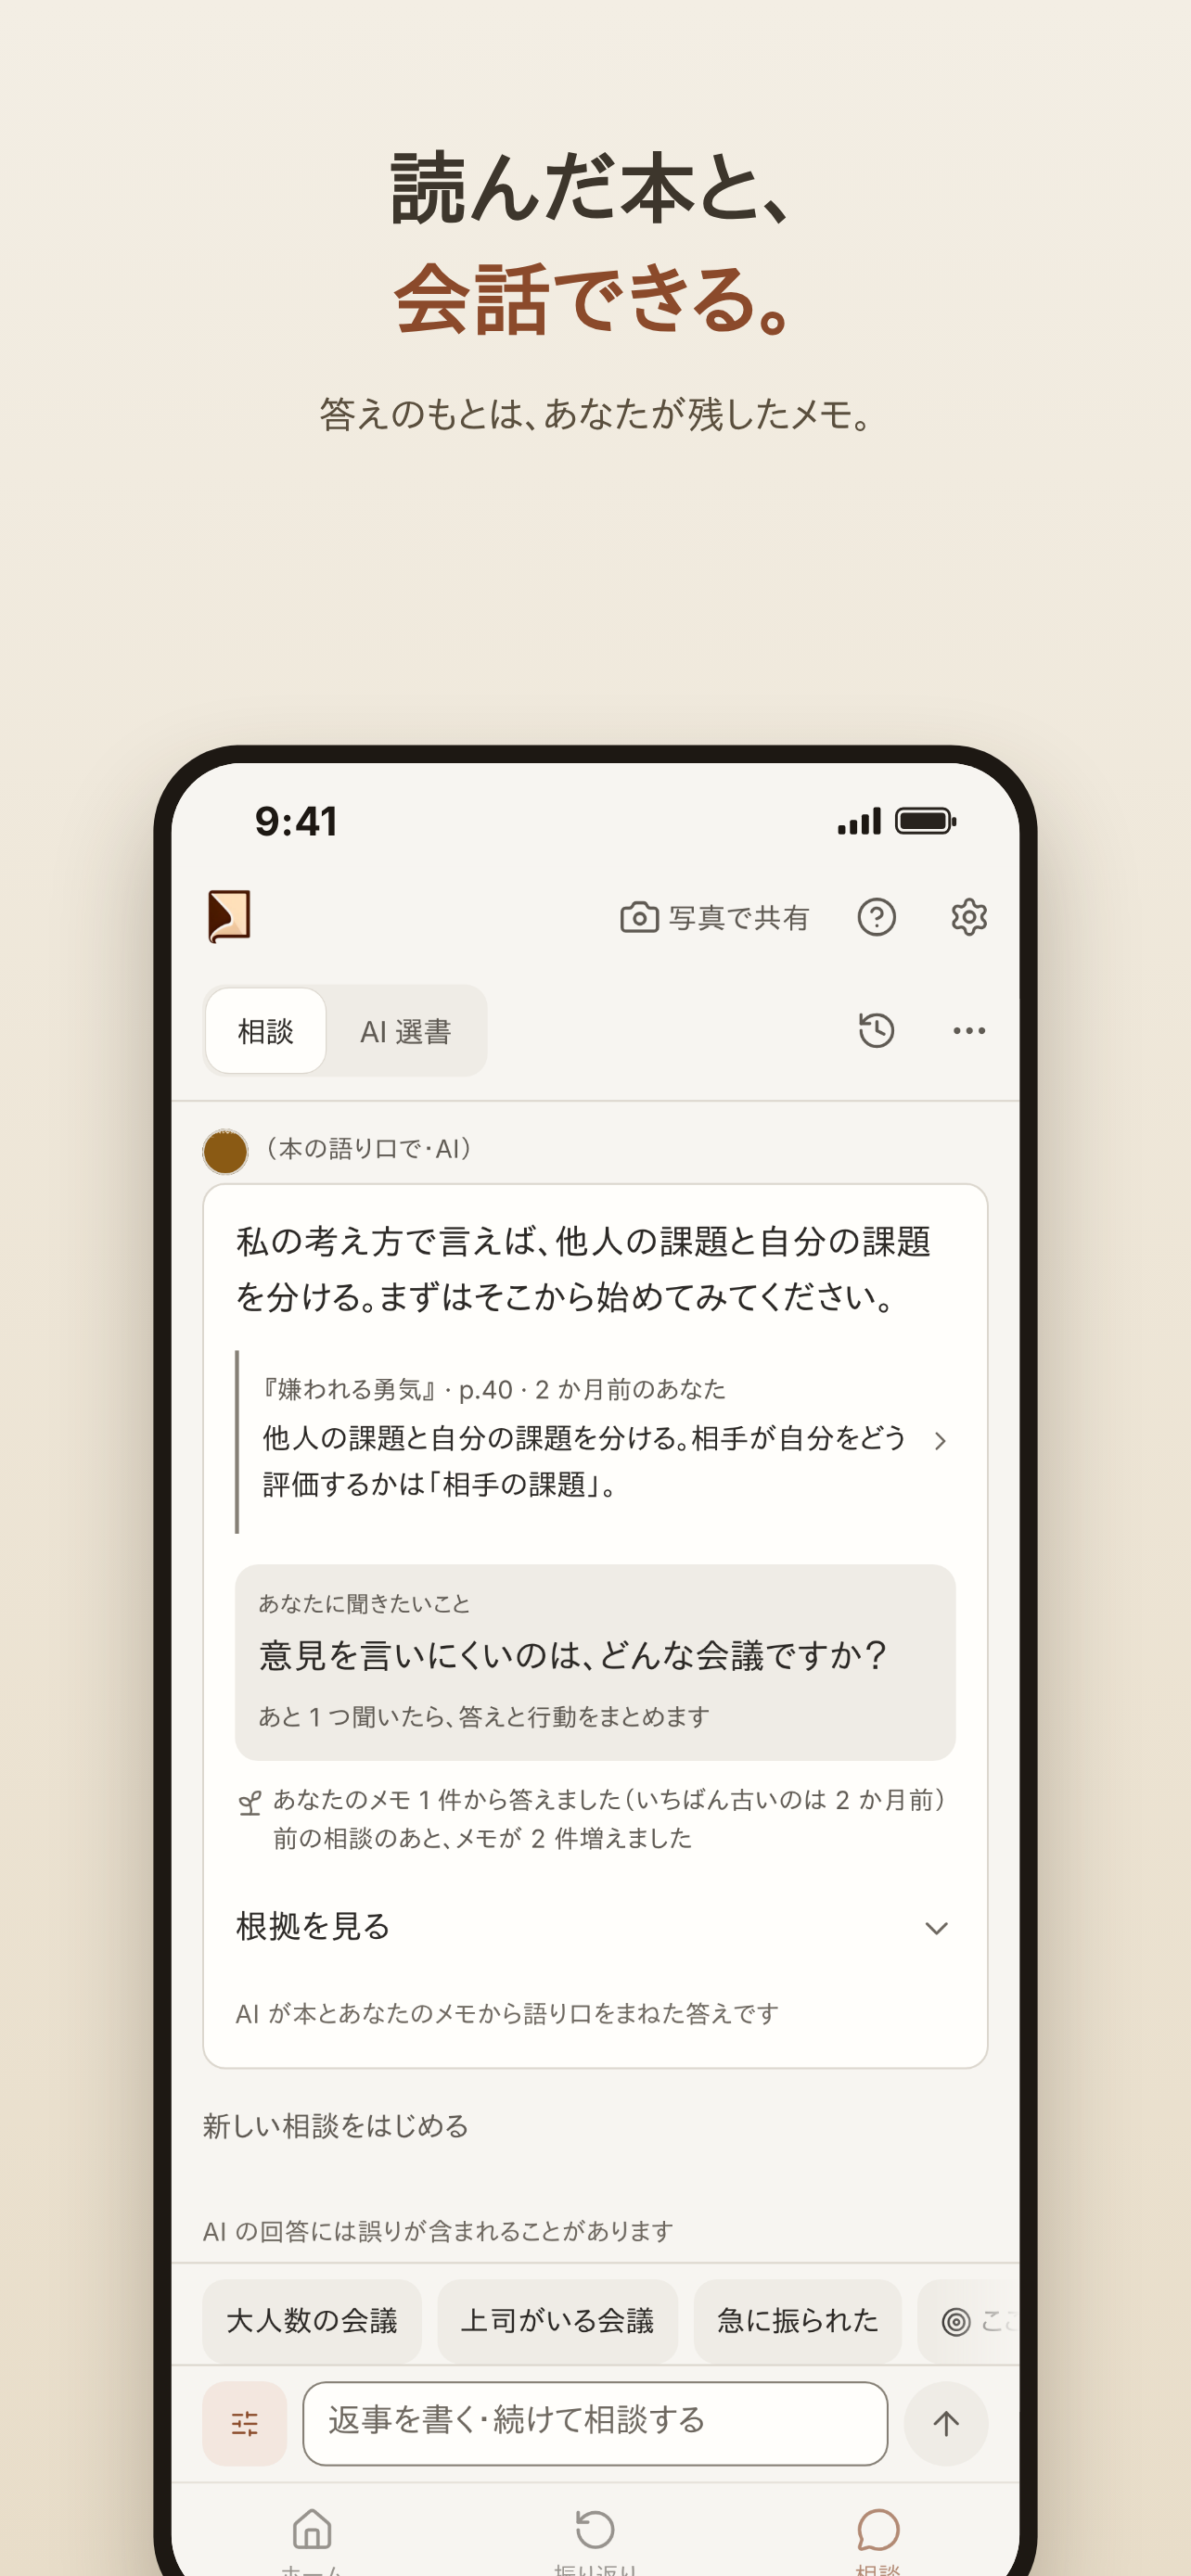 読んだ本と、
会話できる。
答えのもとは、あなたが残したメモ。
9:41
写真で共有
相談
AI 選書
（本の語り口で・AI）
私の考え方で言えば、他人の課題と自分の課題
を分ける。まずはそこから始めてみてください。
『嫌われる勇気』 · p.40 · 2 か月前のあなた
他人の課題と自分の課題を分ける。相手が自分をどう
評価するかは「相手の課題」。
あなたに聞きたいこと
意見を言いにくいのは、どんな会議ですか？
あと 1 つ聞いたら、答えと行動をまとめます
あなたのメモ 1 件から答えました（いちばん古いのは 2 か月前）
前の相談のあと、メモが 2 件増えました
根拠を見る
AI が本とあなたのメモから語り口をまねた答えです
新しい相談をはじめる
AI の回答には誤りが含まれることがあります
大人数の会議
上司がいる会議
急に振られた
返事を書く・続けて相談する
ホーム
振り返り
相談